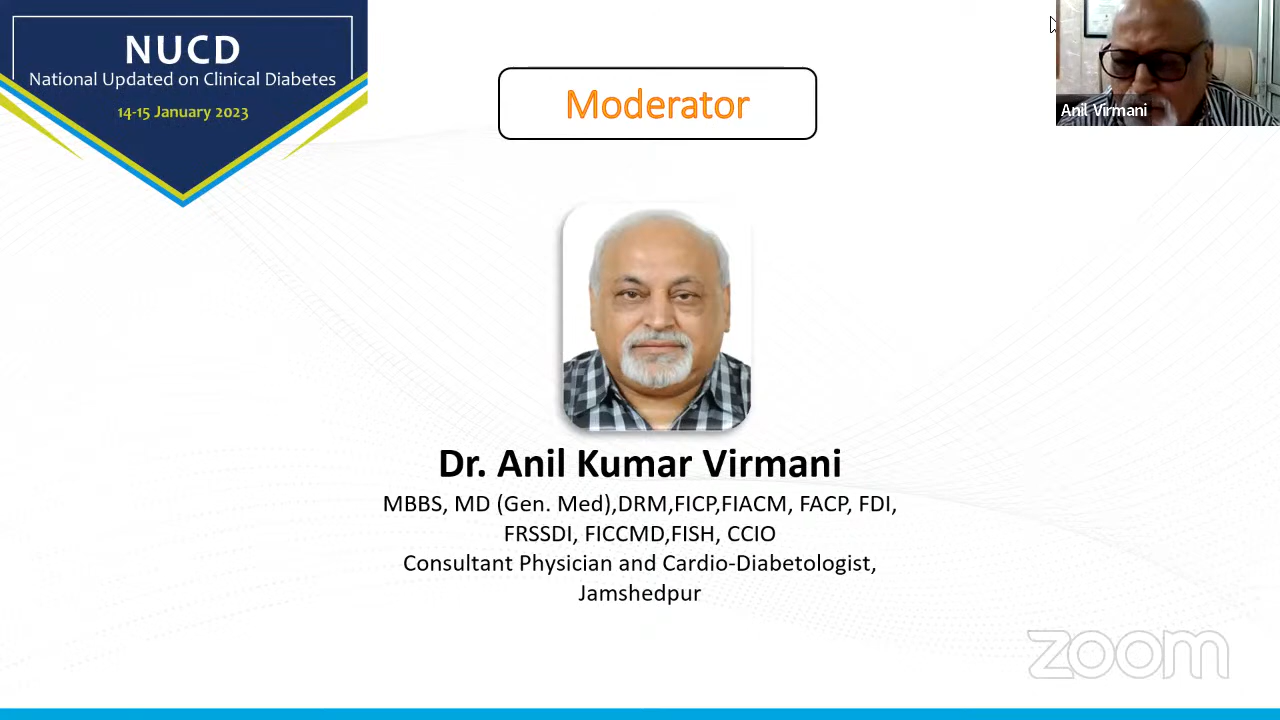 NUCD
National Updated on Clinical Diabetes
14-15 January 2023
Moderator
Anil Virmani
Dr. Anil Kumar Virmani
MBBS, MD (Gen. Med),DRM,FICP,FIACM, FACP, FDI,
FRSSDI, FICCMD,FISH, CCIO
Consultant Physician and Cardio-Diabetologist,
Jamshedpur
zoom